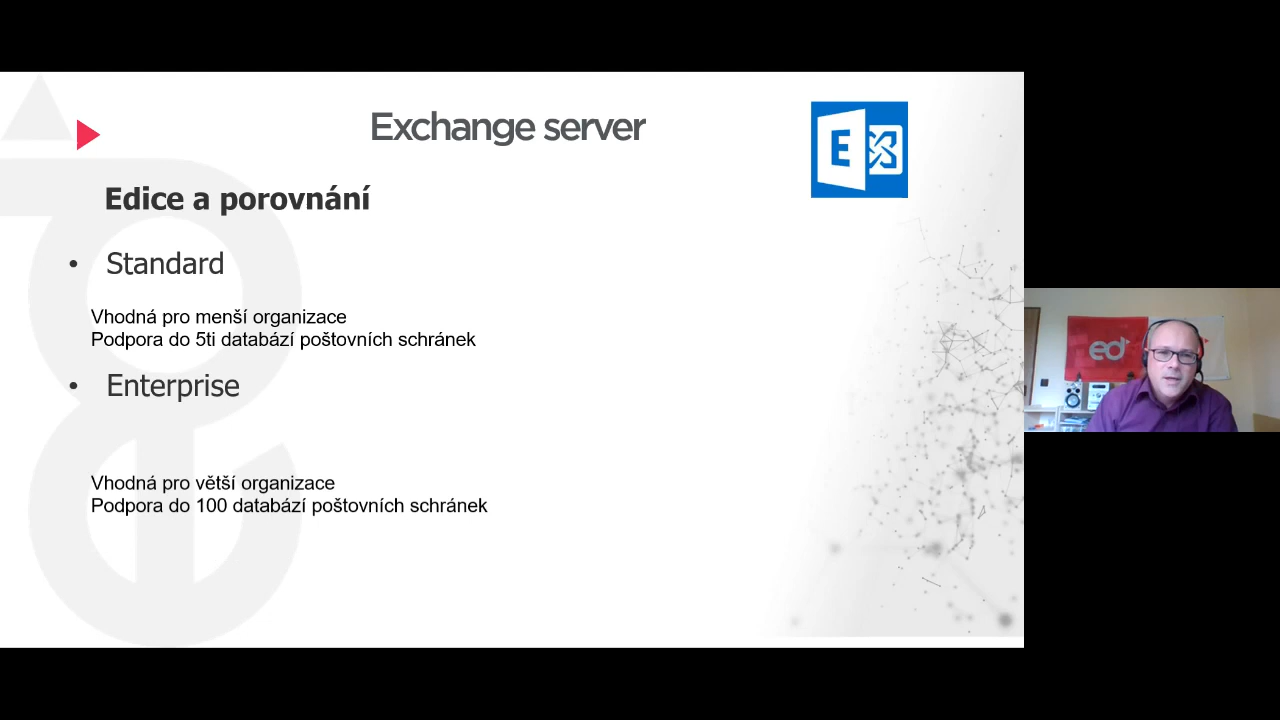 Exchange server
Edice a porovnání
• Standard
Vhodná pro menší organizace
Podpora do 5ti databází poštovních schránek
• Enterprise
Vhodná pro větší organizace
Podpora do 100 databází poštovních schránek
E
ed